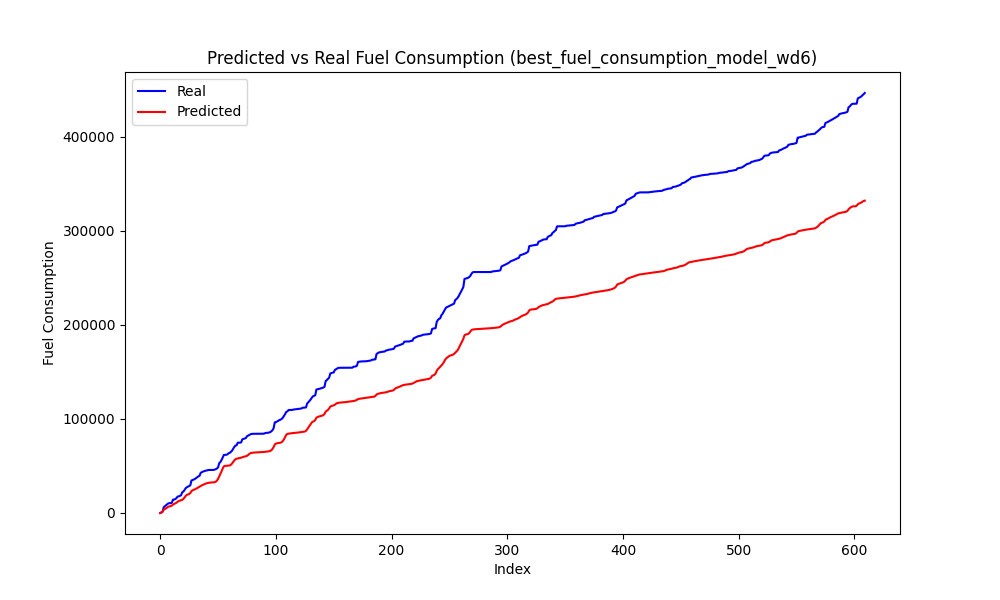 Predicted vs Real Fuel Consumption (best_fuel_consumption_model_wd6)
Real
Predicted
400000
300000
200000
100000
0
Fuel Consumption
0 100 200 300 400 500 600
Index